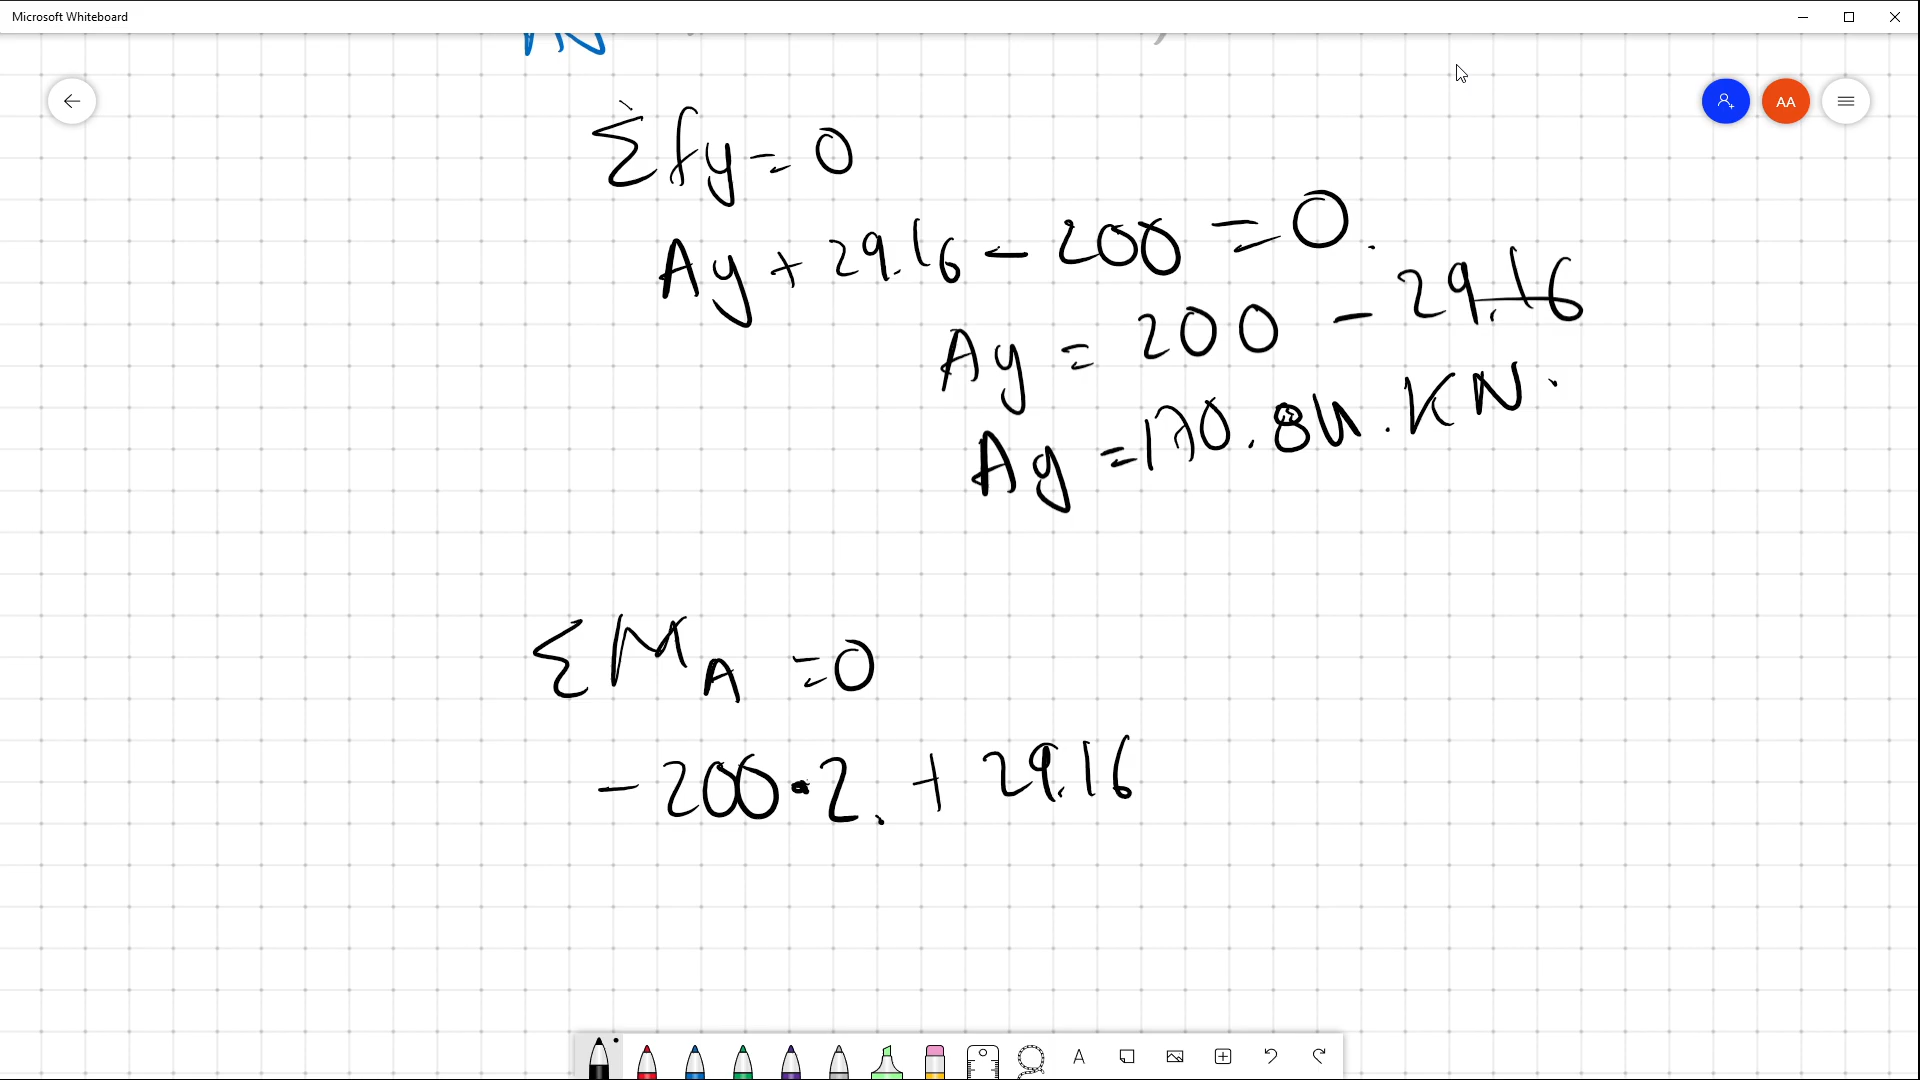 Microsoft Whiteboard
AA
Σfy=0
Ay+29.16-200=0.
Ay=200-29.16
Ay=170.84.KN.
ΣMA=0
-200•2.+29.16
A